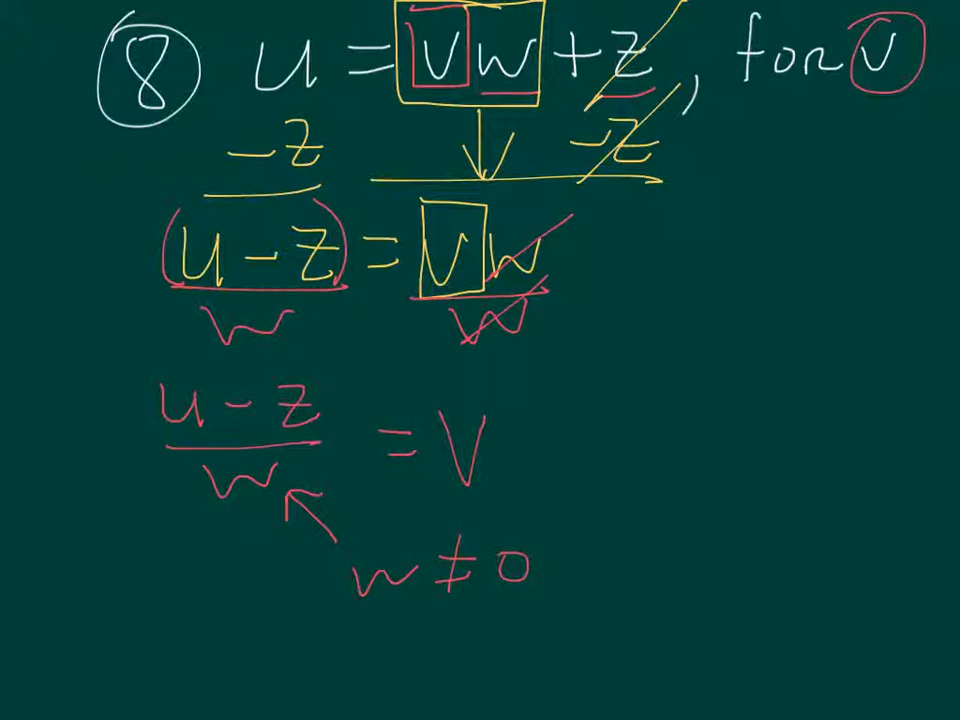 8 u = vw + z, for v
-z -z
(u - z) = vw
w w
u - z = v
w
w ≠ 0